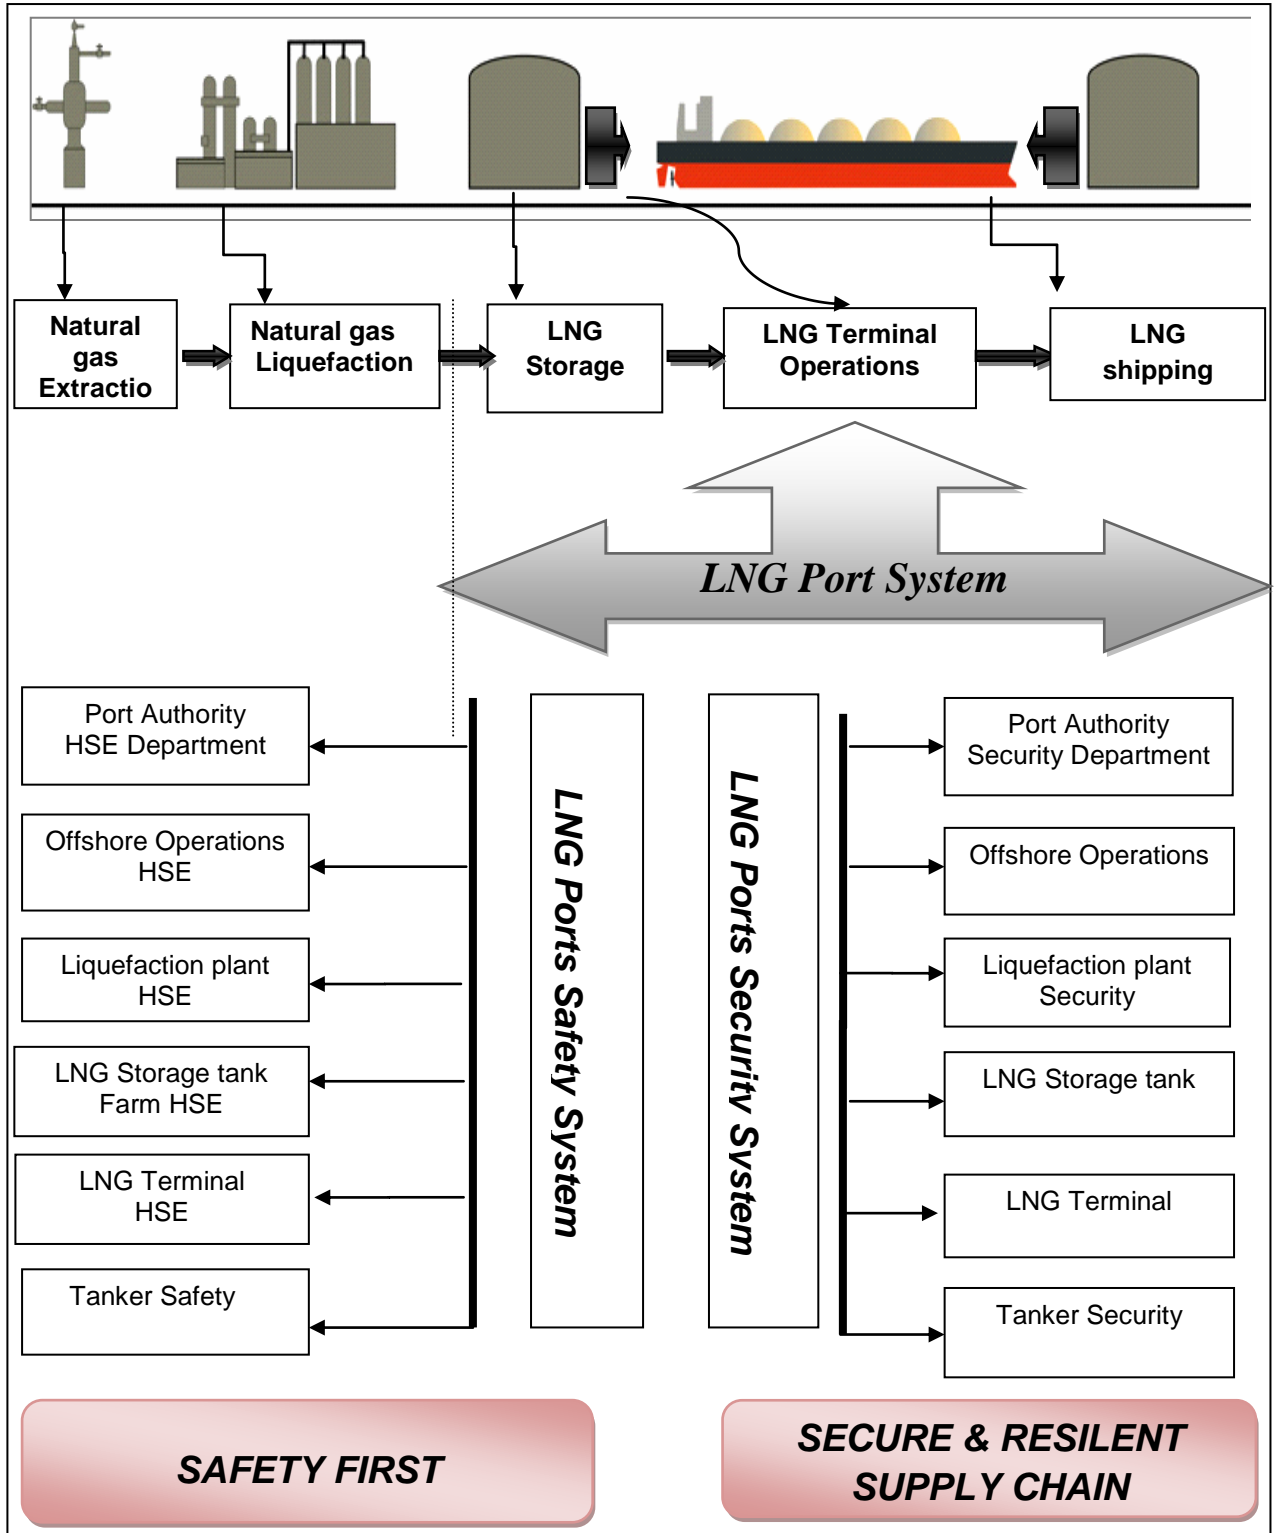 Natural
gas
Extractio
Natural gas
Liquefaction
LNG
Storage
LNG Terminal
Operations
LNG
shipping
LNG Port System
Port Authority
HSE Department
Offshore Operations
HSE
Liquefaction plant
HSE
LNG Storage tank
Farm HSE
LNG Terminal
HSE
Tanker Safety
LNG Ports Safety System
LNG Ports Security System
Port Authority
Security Department
Offshore Operations
Liquefaction plant
Security
LNG Storage tank
LNG Terminal
Tanker Security
SAFETY FIRST
SECURE & RESILENT
SUPPLY CHAIN